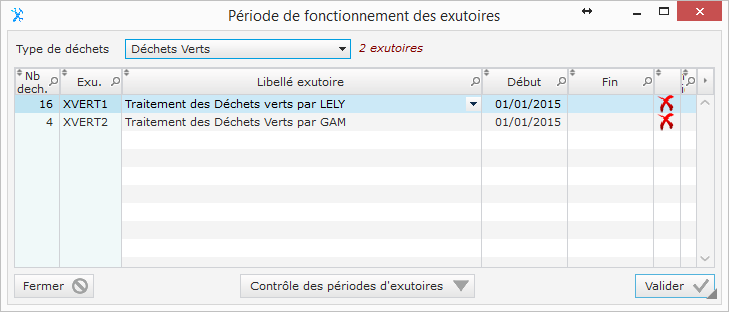 Période de fonctionnement des exutoires
Type de déchets Déchets Verts 2 exutoires
Nb dech. Exu. Libellé exutoire Début Fin
16 XVERT1 Traitement des Déchets verts par LELY 01/01/2015
4 XVERT2 Traitement des Déchets Verts par GAM 01/01/2015
Fermer Contrôle des périodes d'exutoires Valider